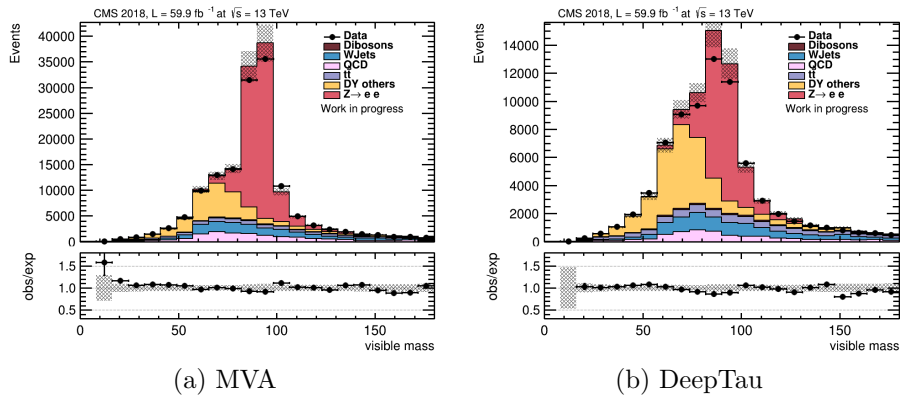 CMS 2018, L = 59.9 fb⁻¹ at √s = 13 TeV
Events
40000
35000
30000
25000
20000
15000
10000
5000
0
Data
Dibosons
WJets
QCD
tt
DY others
Z→ e e
Work in progress
obs/exp
1.5
1.0
0.5
0 50 100 150
visible mass
(a) MVA
CMS 2018, L = 59.9 fb⁻¹ at √s = 13 TeV
Events
14000
12000
10000
8000
6000
4000
2000
0
Data
Dibosons
WJets
QCD
tt
DY others
Z→ e e
Work in progress
obs/exp
1.5
1.0
0.5
0 50 100 150
visible mass
(b) DeepTau